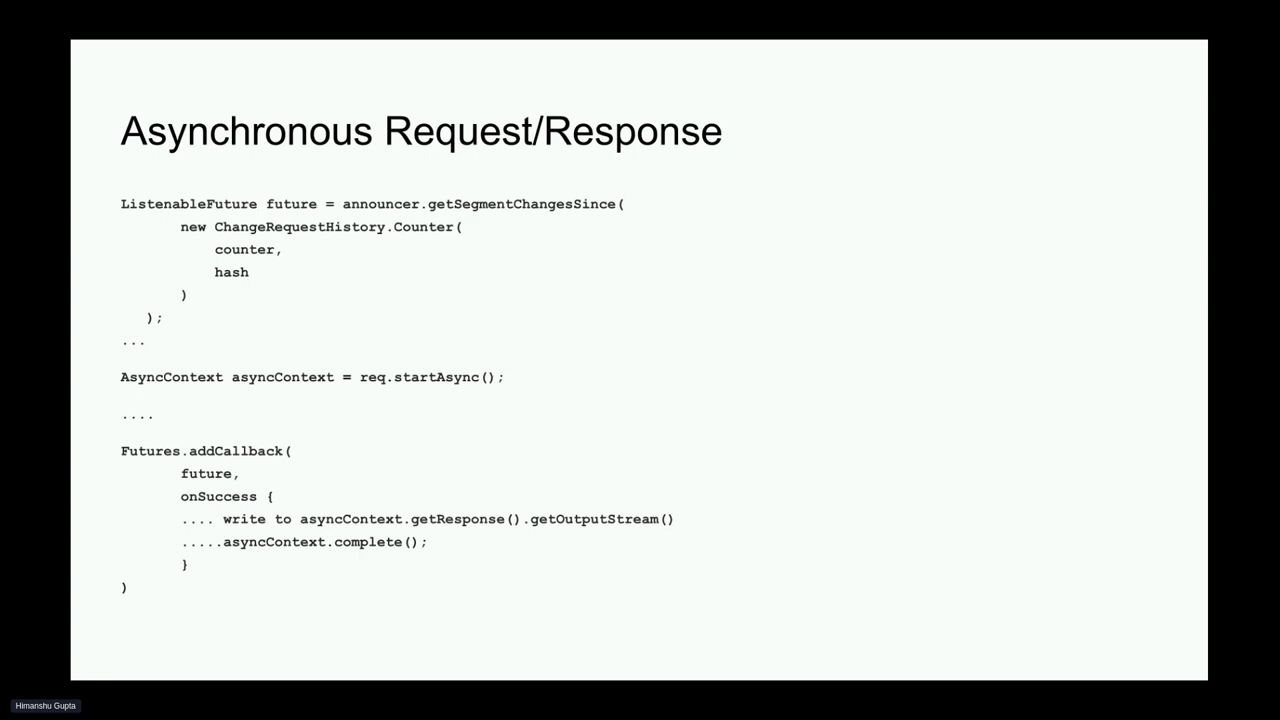 Asynchronous Request/Response
ListenableFuture future = announcer.getSegmentChangesSince(
new ChangeRequestHistory.Counter(
counter,
hash
)
);
...
AsyncContext asyncContext = req.startAsync();
....
Futures.addCallback(
future,
onSuccess {
.... write to asyncContext.getResponse().getOutputStream()
.....asyncContext.complete();
}
)
Himanshu Gupta